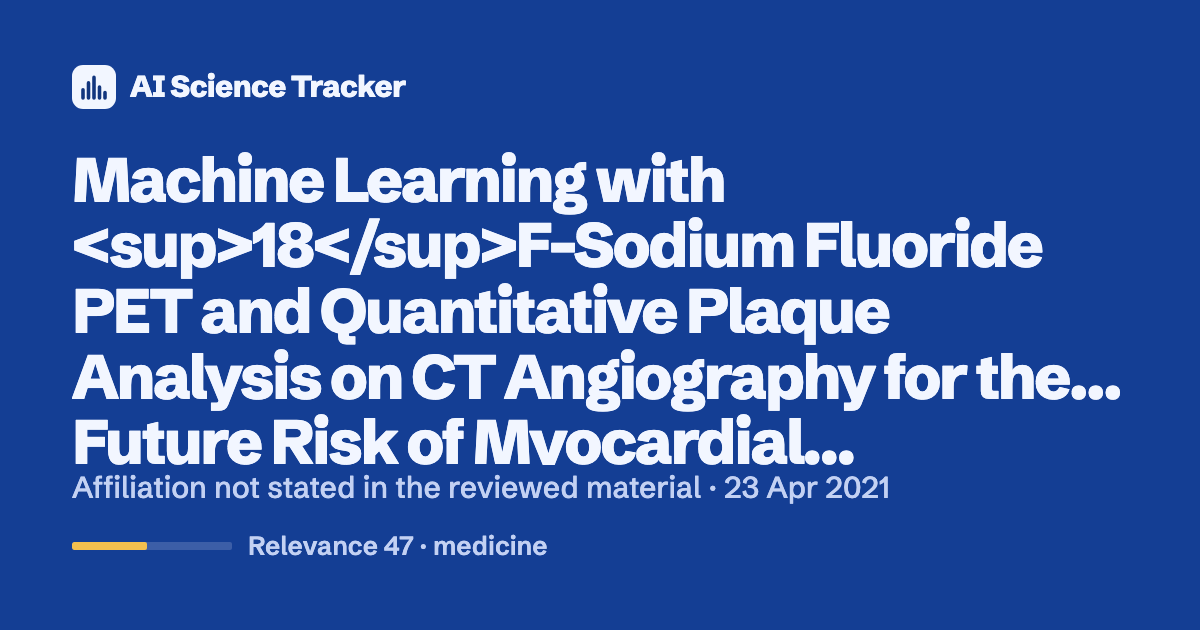 AI Science Tracker
Machine Learning with
<sup>18</sup>F-Sodium Fluoride
PET and Quantitative Plaque
Analysis on CT Angiography for the...
Future Risk of Myocardial...
Affiliation not stated in the reviewed material · 23 Apr 2021
Relevance 47 · medicine